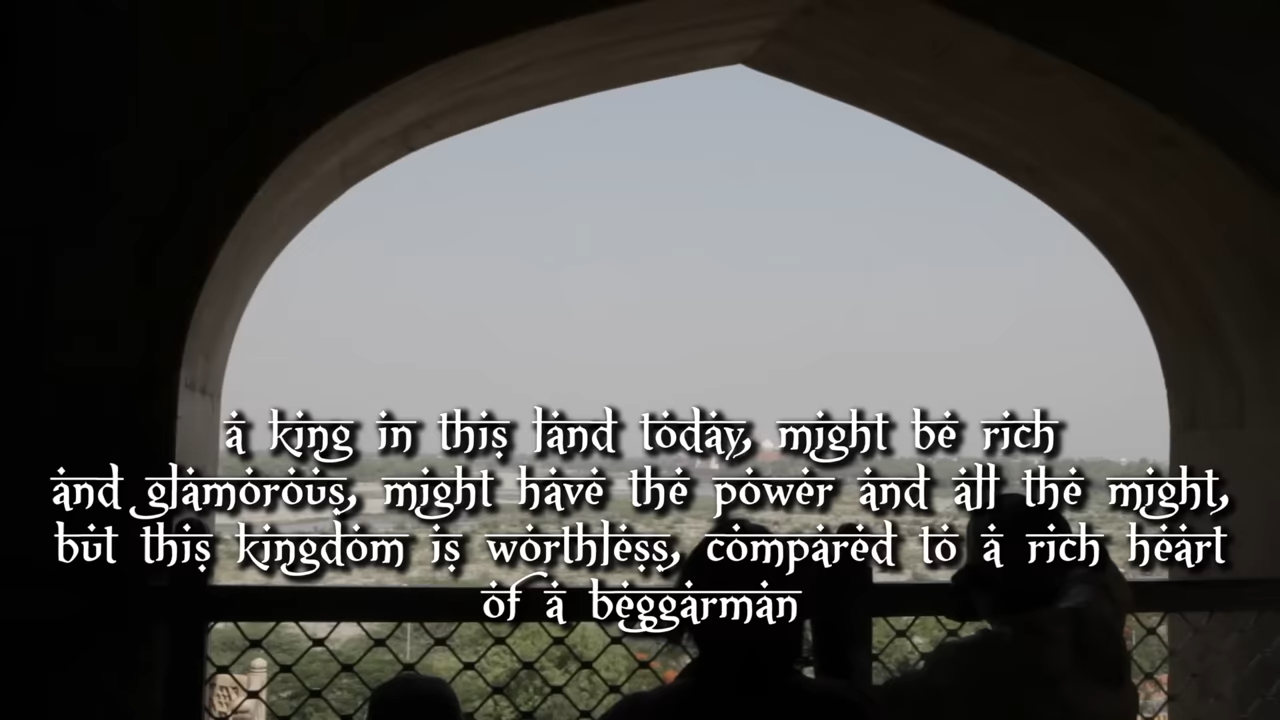 a king in this land today, might be rich
and glamorous, might have the power and all the might,
but this kingdom is worthless, compared to a rich heart
of a beggarman